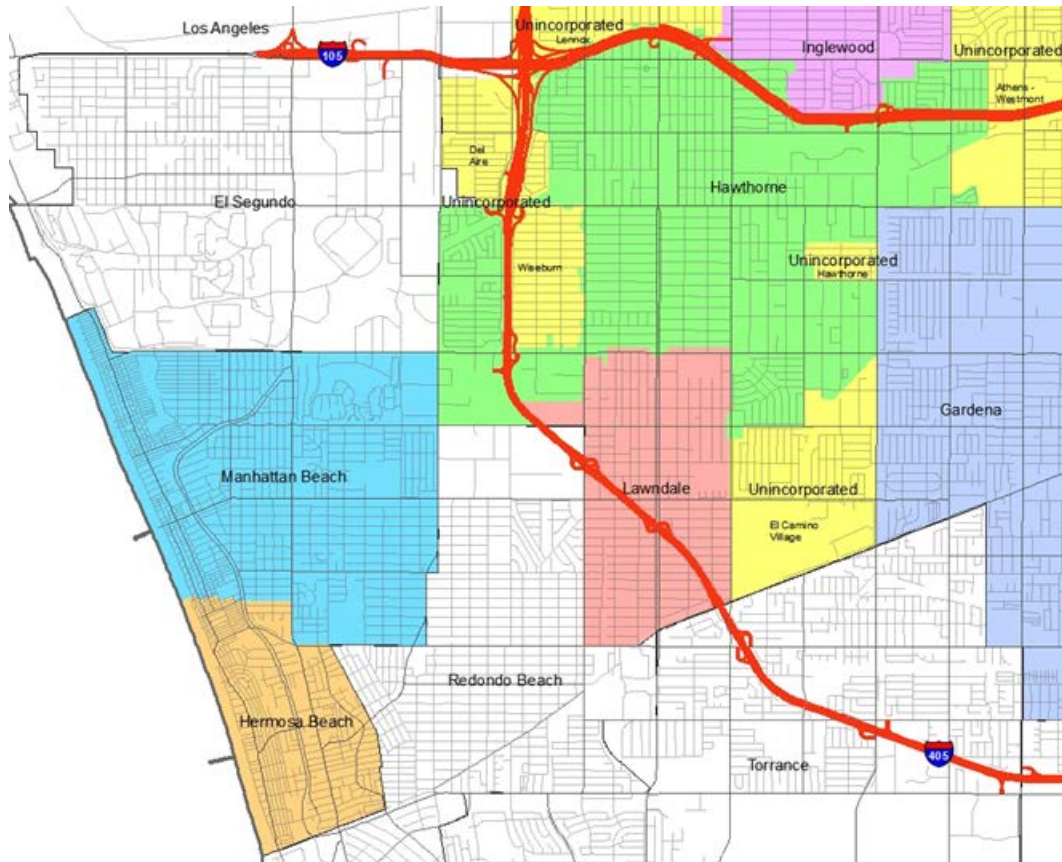 Los Angeles
Unincorporated
Lennox
105
Inglewood
Unincorporated
Athens -
Westmont
Del
Aire
Hawthorne
El Segundo
Unincorporated
Unincorporated
Hawthorne
Wiseburn
Gardena
Manhattan Beach
Lawndale
Unincorporated
El Camino
Village
Redondo Beach
Hermosa Beach
405
Torrance